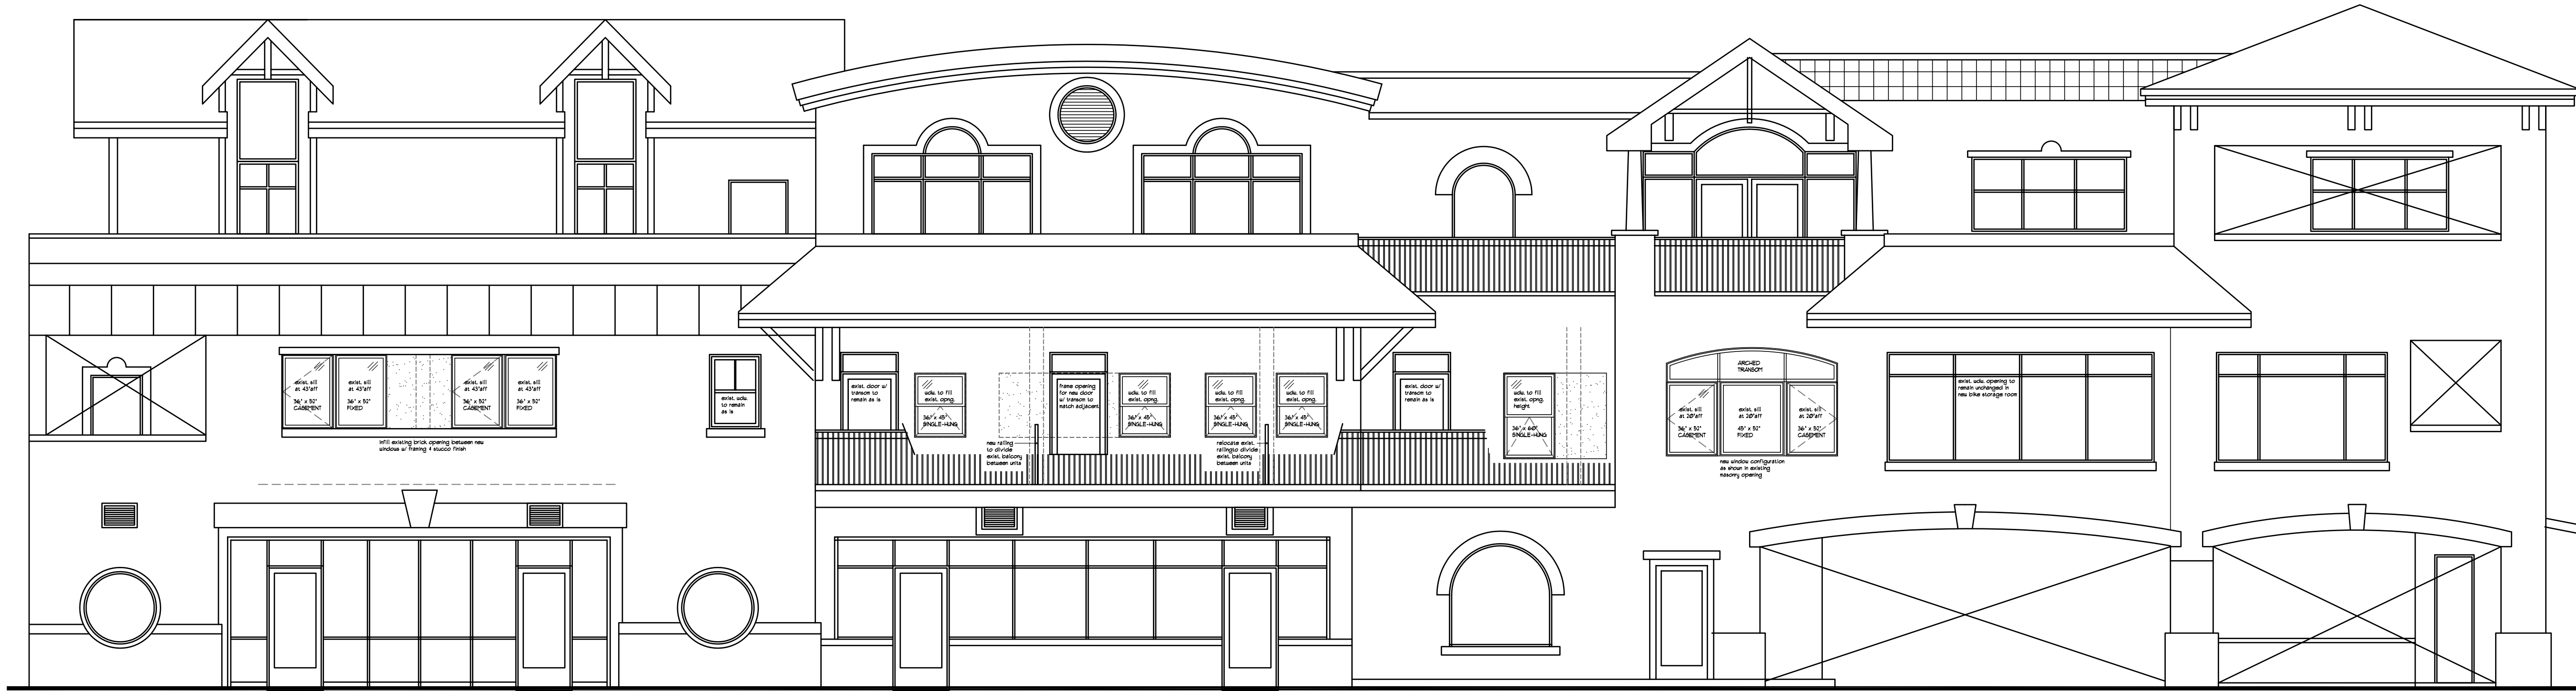 exist. sill
at 43"aff
36" x 52"
CASEMENT
exist. sill
at 43"aff
36" x 52"
FIXED
exist. sill
at 43"aff
36" x 52"
CASEMENT
exist. sill
at 43"aff
36" x 52"
FIXED
infill existing brick opening between new
windows w/ framing & stucco finish
exist. wdw.
to remain
as is
exist. door w/
transom to
remain as is
wdw. to fill
exist. opng.
36" x 45"
SINGLE-HUNG
new railing
to divide
exist. balcony
between units
frame opening
for new door
w/ transom to
match adjacent
wdw. to fill
exist. opng.
36" x 45"
SINGLE-HUNG
wdw. to fill
exist. opng.
36" x 45"
SINGLE-HUNG
relocate exist.
railing to divide
exist. balcony
between units
wdw. to fill
exist. opng.
36" x 45"
SINGLE-HUNG
exist. door w/
transom to
remain as is
wdw. to fill
exist. opng.
height
36" x 60"
SINGLE-HUNG
ARCHED
TRANSOM
exist. sill
at 20"aff
36" x 52"
CASEMENT
exist. sill
at 20"aff
45" x 52"
FIXED
exist. sill
at 20"aff
36" x 52"
CASEMENT
new window configuration
as shown in existing
masonry opening
exist. wdw. opening to
remain unchanged in
new bike storage room